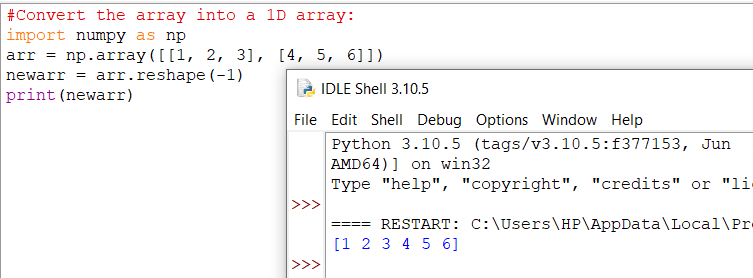 #Convert the array into a 1D array:
import numpy as np
arr = np.array([[1, 2, 3], [4, 5, 6]])
newarr = arr.reshape(-1)
print(newarr)
IDLE Shell 3.10.5
File Edit Shell Debug Options Window Help
Python 3.10.5 (tags/v3.10.5:f377153, Jun
AMD64)] on win32
Type "help", "copyright", "credits" or "li
>>>
==== RESTART: C:\Users\HP\AppData\Local\Pr
[1 2 3 4 5 6]
>>>